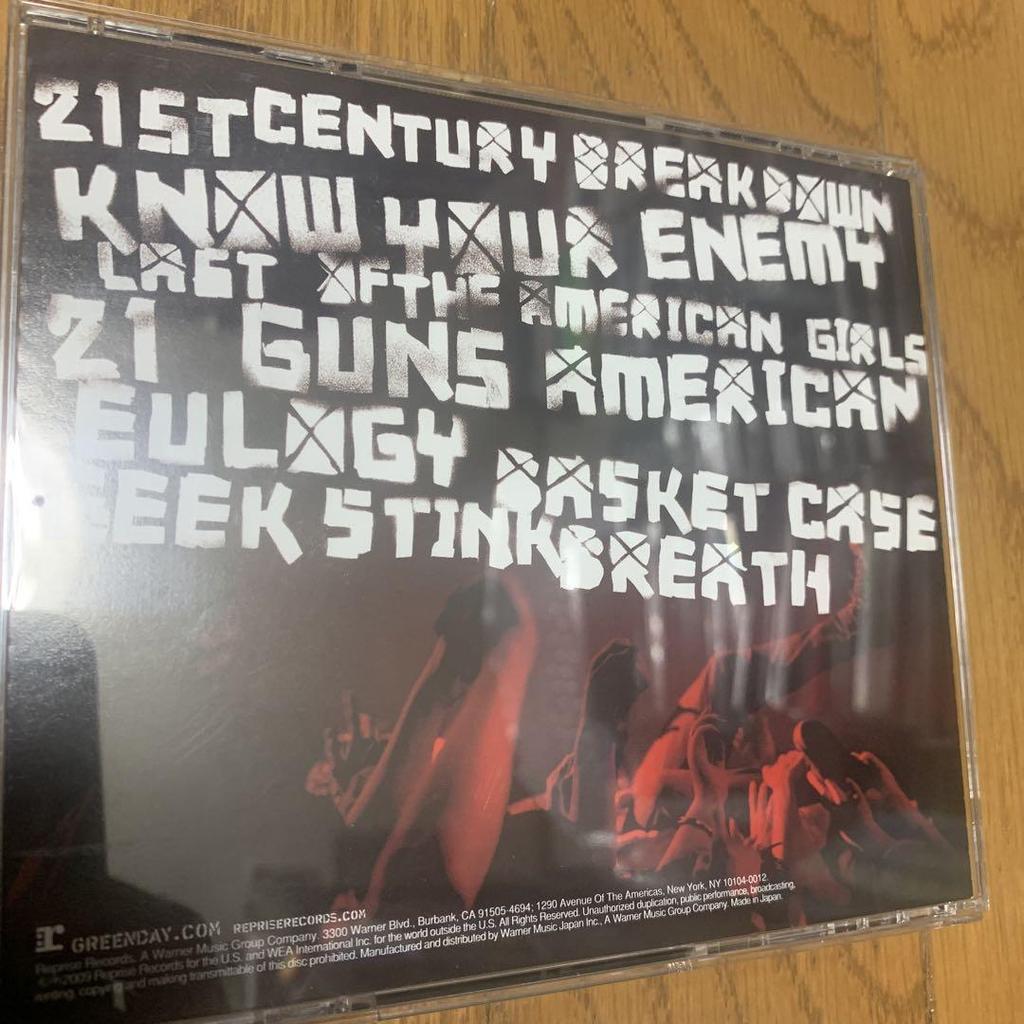 21ST CENTURY BREAKDOWN
KNOW YOUR ENEMY
LAST OF THE AMERICAN GIRLS
21 GUNS AMERICAN
EULOGY BASKET CASE
GEEK STINK BREATH
GREENDAY.COM REPRISERECORDS.COM
Reprise Records, A Warner Music Group Company. 3300 Warner Blvd., Burbank, CA 91505-4694; 1290 Avenue Of The Americas, New York, NY 10104-0012.
2009 Reprise Records for the U.S. and WEA International Inc. for the world outside the U.S. All Rights Reserved. Unauthorized duplication, public performance, broadcasting,
copying and making transmittable of this disc prohibited. Manufactured and distributed by Warner Music Japan Inc., A Warner Music Group Company. Made in Japan.